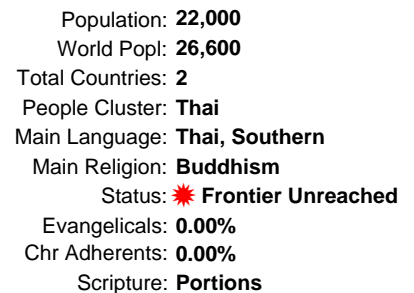 Population: 22,000
World Popl: 26,600
Total Countries: 2
People Cluster: Thai
Main Language: Thai, Southern
Main Religion: Buddhism
Status: Frontier Unreached
Evangelicals: 0.00%
Chr Adherents: 0.00%
Scripture: Portions